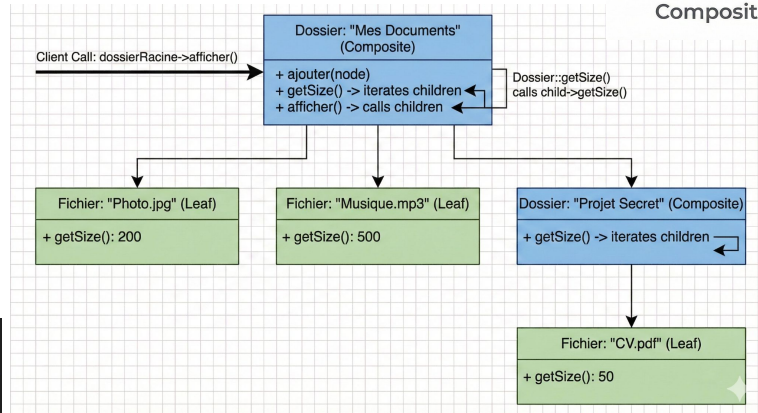 Composit
Client Call: dossierRacine->afficher()
Dossier: "Mes Documents"
(Composite)
+ ajouter(node)
+ getSize() -> iterates children
+ afficher() -> calls children
Dossier::getSize()
calls child->getSize()
Fichier: "Photo.jpg" (Leaf)
+ getSize(): 200
Fichier: "Musique.mp3" (Leaf)
+ getSize(): 500
Dossier: "Projet Secret" (Composite)
+ getSize() -> iterates children
Fichier: "CV.pdf" (Leaf)
+ getSize(): 50